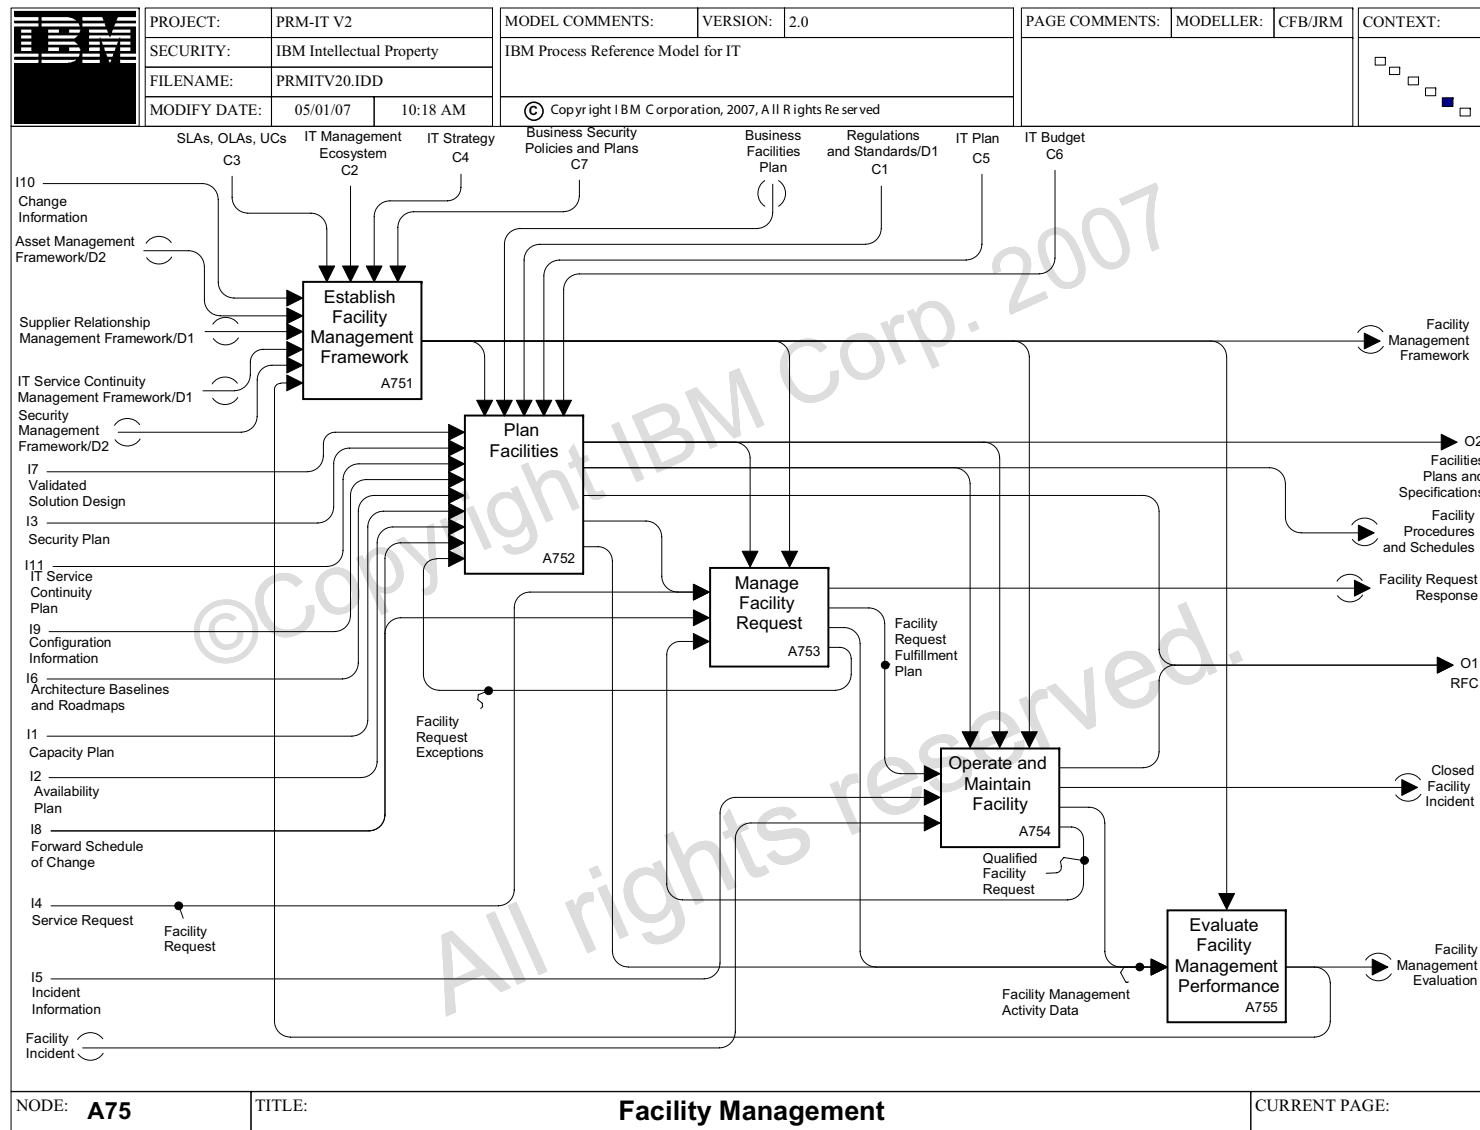 IBM
PROJECT:
PRM-IT V2
MODEL COMMENTS:
VERSION:
2.0
PAGE COMMENTS:
MODELLER:
CFB/JRM
CONTEXT:
SECURITY:
IBM Intellectual Property
IBM Process Reference Model for IT
FILENAME:
PRMITV20.IDD
MODIFY DATE:
05/01/07
10:18 AM
© Copyright IBM Corporation, 2007, All Rights Reserved
SLAs, OLAs, UCs
C3
IT Management
Ecosystem
C2
IT Strategy
C4
Business Security
Policies and Plans
C7
Business
Facilities
Plan
Regulations
and Standards/D1
C1
IT Plan
C5
IT Budget
C6
I10
Change
Information
Asset Management
Framework/D2
Supplier Relationship
Management Framework/D1
IT Service Continuity
Management Framework/D1
Security
Management
Framework/D2
I7
Validated
Solution Design
I3
Security Plan
I11
IT Service
Continuity
Plan
I9
Configuration
Information
I6
Architecture Baselines
and Roadmaps
I1
Capacity Plan
I2
Availability
Plan
I8
Forward Schedule
of Change
I4
Service Request
Facility
Request
I5
Incident
Information
Facility
Incident
Establish
Facility
Management
Framework
A751
Plan
Facilities
A752
Manage
Facility
Request
A753
Facility
Request
Exceptions
Facility
Request
Fulfillment
Plan
Operate and
Maintain
Facility
A754
Qualified
Facility
Request
Evaluate
Facility
Management
Performance
A755
Facility Management
Activity Data
Facility
Management
Framework
O2
Facilities
Plans and
Specifications
Facility
Procedures
and Schedules
Facility Request
Response
O1
RFC
Closed
Facility
Incident
Facility
Management
Evaluation
©Copyright IBM Corp. 2007
All rights reserved.
NODE:
A75
TITLE:
Facility Management
CURRENT PAGE: